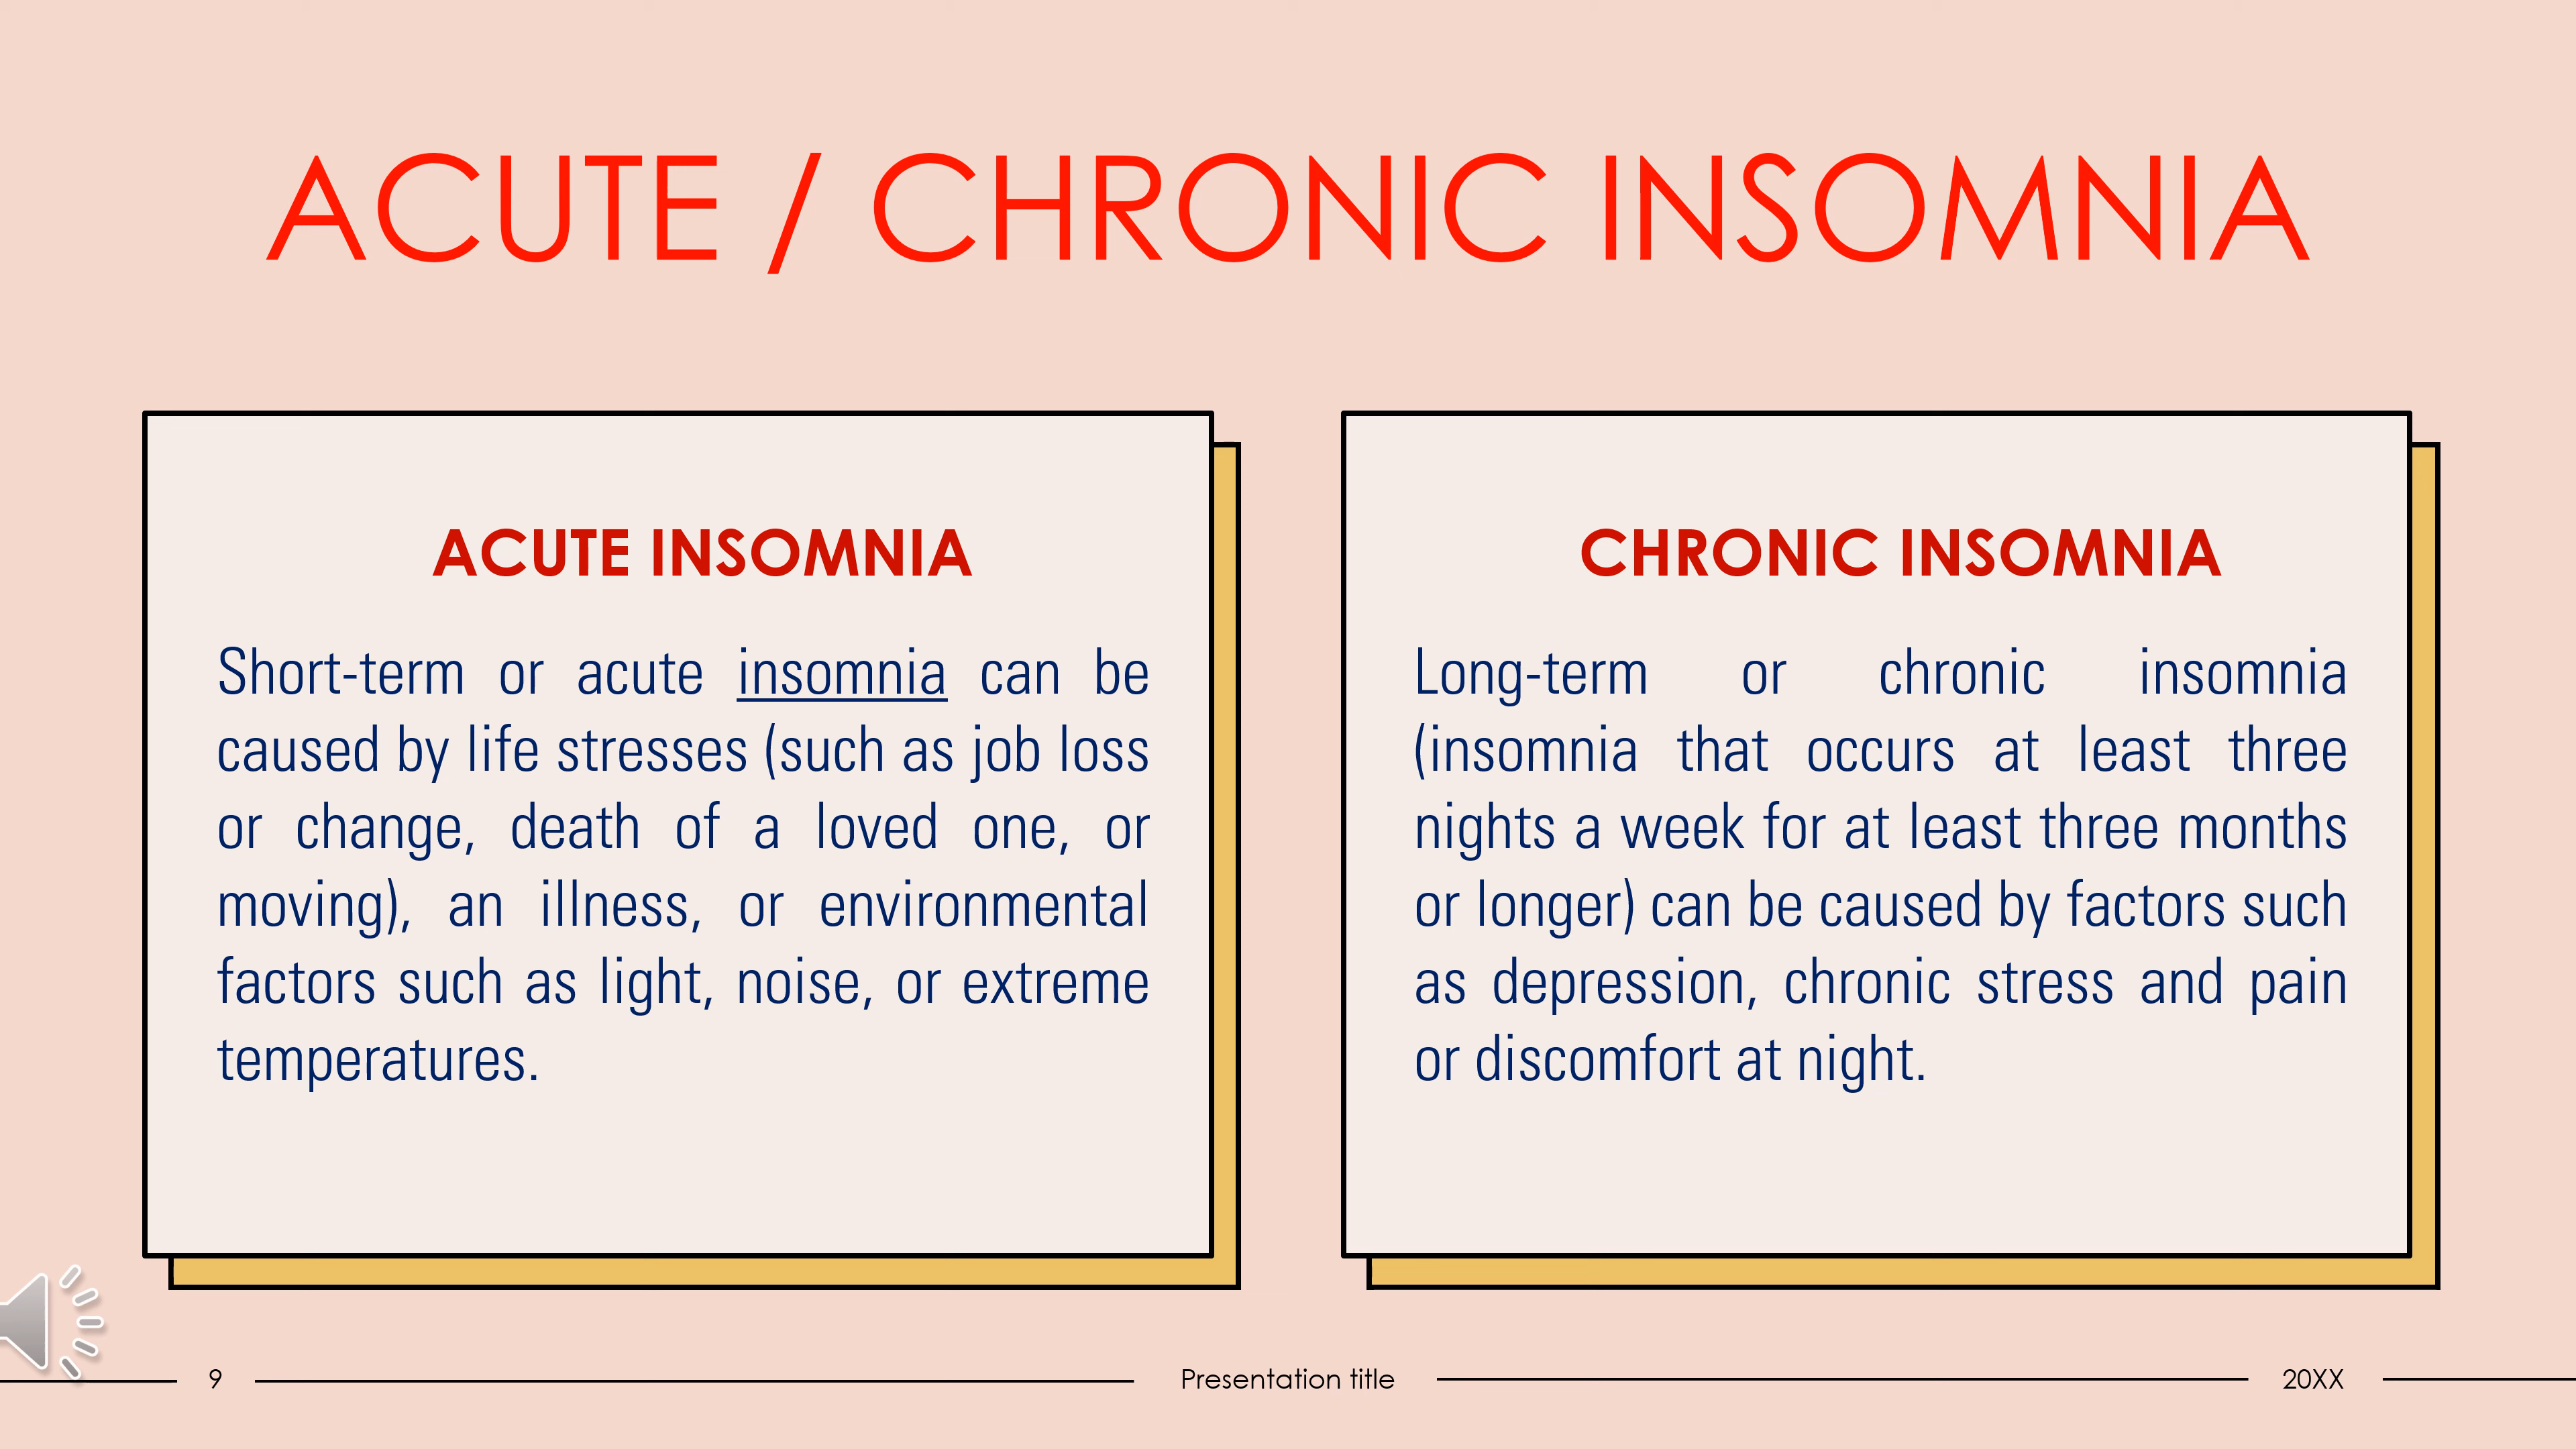 ACUTE / CHRONIC INSOMNIA
ACUTE INSOMNIA
Short-term or acute insomnia can be
caused by life stresses (such as job loss
or change, death of a loved one, or
moving), an illness, or environmental
factors such as light, noise, or extreme
temperatures.
CHRONIC INSOMNIA
Long-term or chronic insomnia
(insomnia that occurs at least three
nights a week for at least three months
or longer) can be caused by factors such
as depression, chronic stress and pain
or discomfort at night.
9
Presentation title
20XX